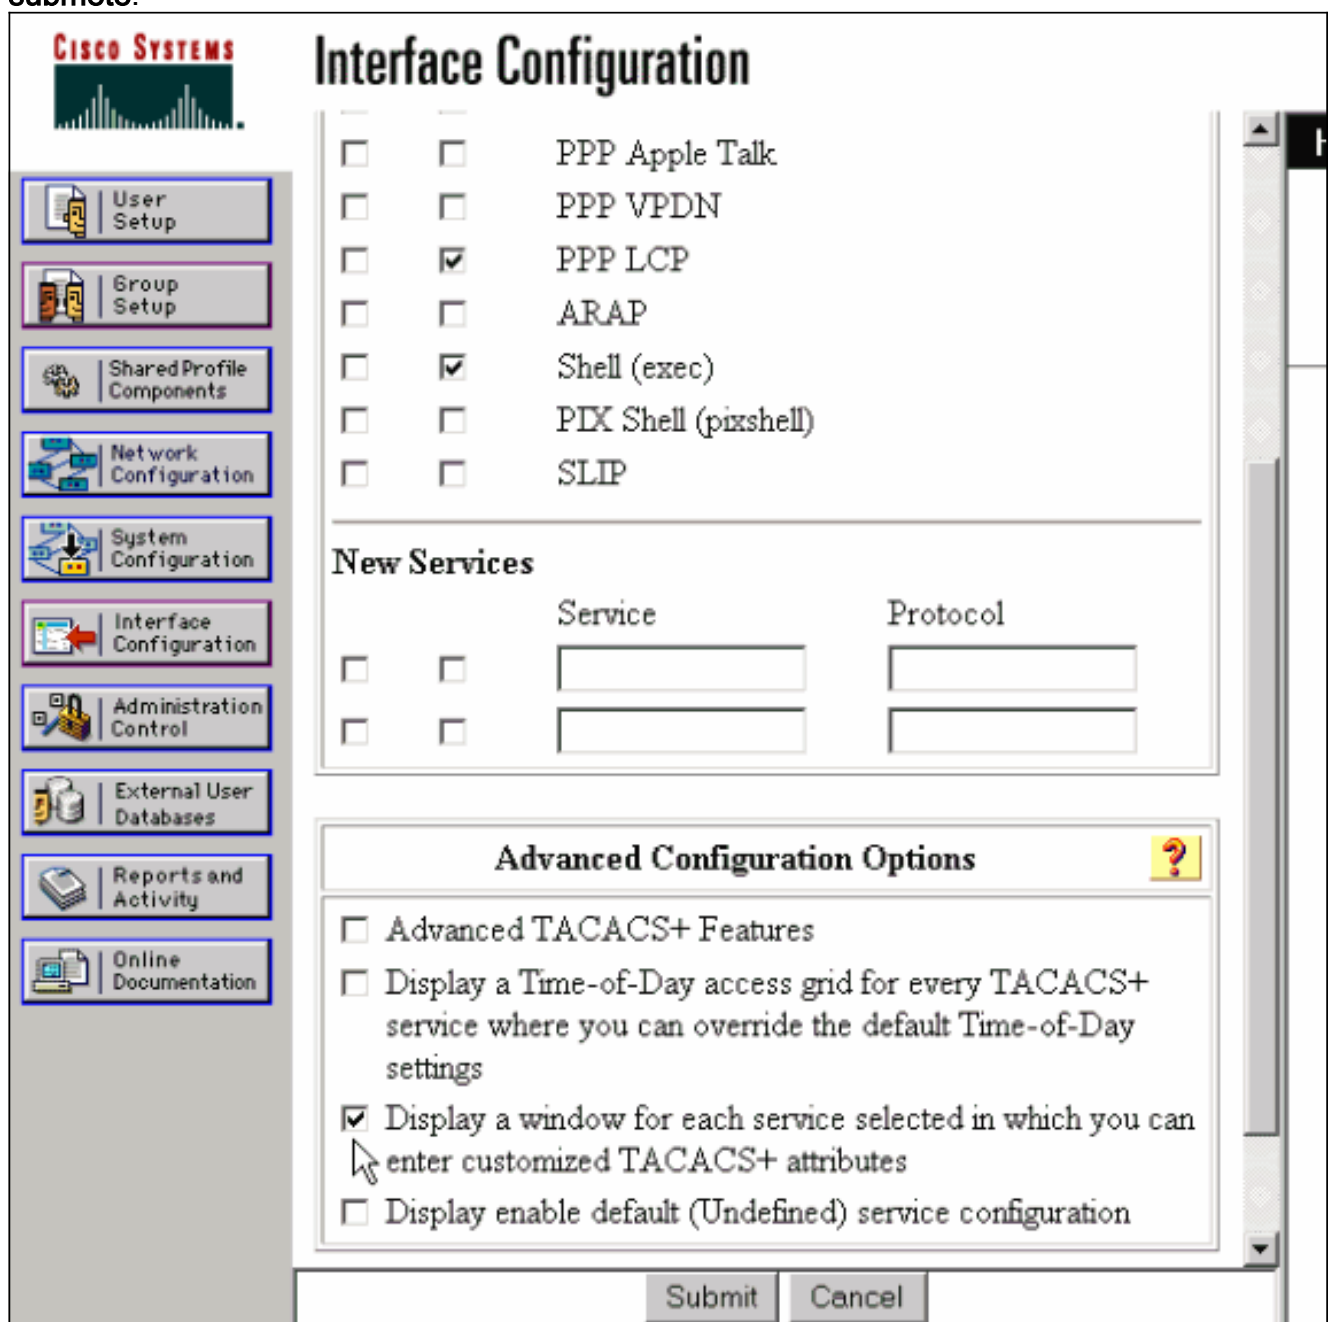 CISCO SYSTEMS
Interface Configuration
User
Setup
Group
Setup
Shared Profile
Components
Network
Configuration
System
Configuration
Interface
Configuration
Administration
Control
External User
Databases
Reports and
Activity
Online
Documentation
PPP Apple Talk
PPP VPDN
PPP LCP
ARAP
Shell (exec)
PIX Shell (pixshell)
SLIP
New Services
Service Protocol
Advanced Configuration Options
?
Advanced TACACS+ Features
Display a Time-of-Day access grid for every TACACS+
service where you can override the default Time-of-Day
settings
Display a window for each service selected in which you can
enter customized TACACS+ attributes
Display enable default (Undefined) service configuration
Submit Cancel